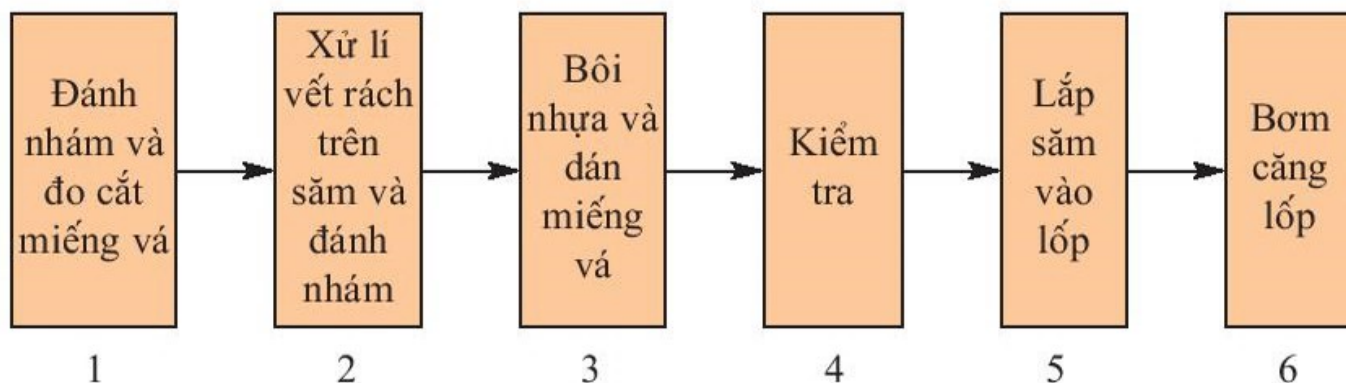 Đánh
nhám và
đo cắt
miếng vá
Xử lí
vết rách
trên
săm và
đánh
nhám
Bôi
nhựa và
dán
miếng
vá
Kiểm
tra
Lắp
săm
vào
lốp
Bơm
căng
lốp
1
2
3
4
5
6